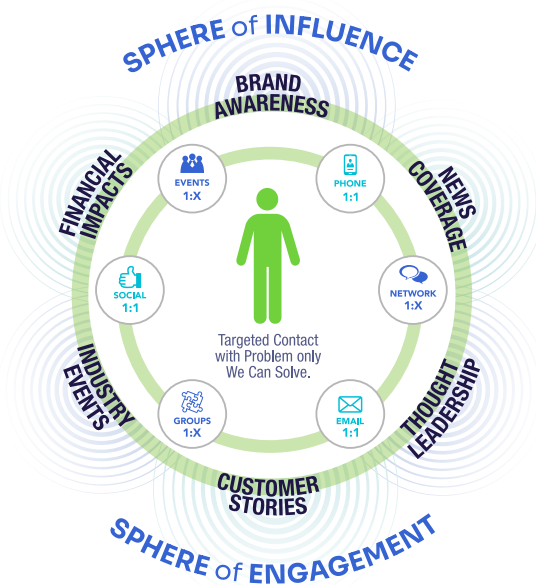 SPHERE of INFLUENCE
BRAND
AWARENESS
FINANCIAL
IMPACTS
NEWS
COVERAGE
EVENTS
1:X
PHONE
1:1
SOCIAL
1:1
NETWORK
1:X
Targeted Contact
with Problem only
We Can Solve.
INDUSTRY
EVENTS
THOUGHT
LEADERSHIP
GROUPS
1:X
EMAIL
1:1
CUSTOMER
STORIES
SPHERE of ENGAGEMENT